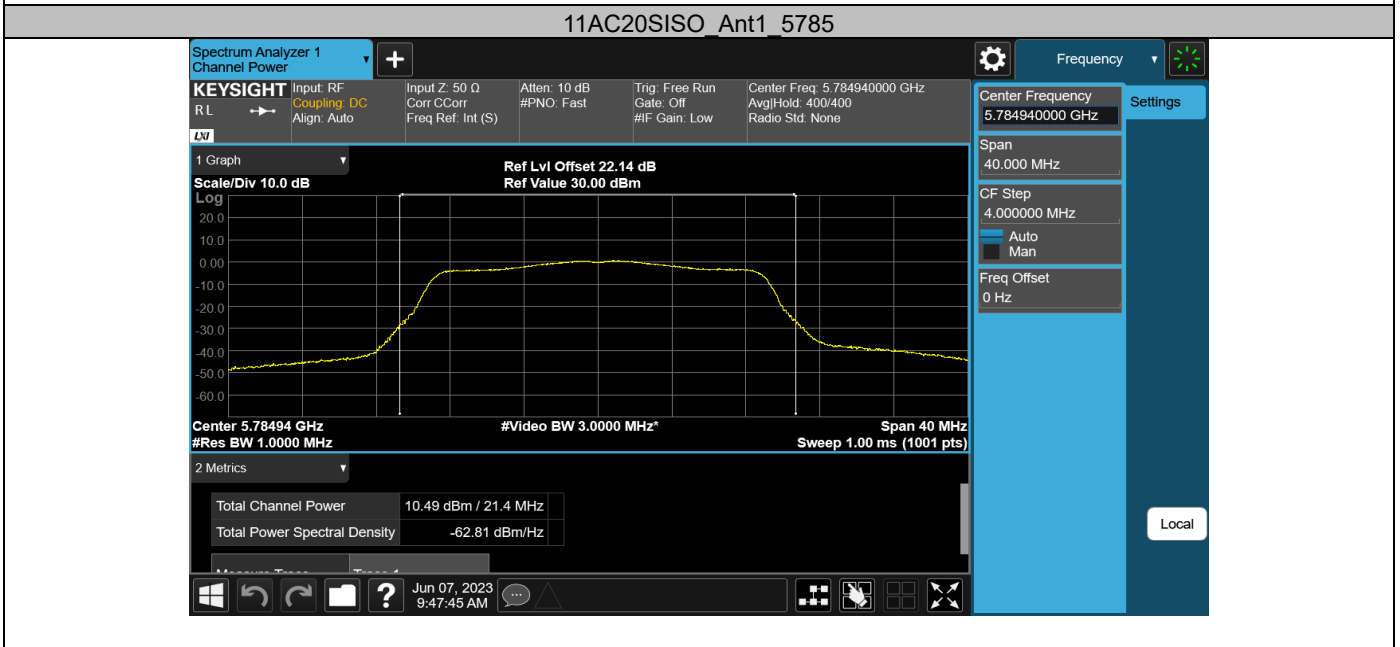 11AC20SISO_Ant1_5785
Spectrum Analyzer 1
Channel Power
Frequency
KEYSIGHT
R L
LXI
Input: RF
Coupling: DC
Align: Auto
Input Z: 50 Ω
Corr CCorr
Freq Ref: Int (S)
Atten: 10 dB
#PNO: Fast
Trig: Free Run
Gate: Off
#IF Gain: Low
Center Freq: 5.784940000 GHz
Avg|Hold: 400/400
Radio Std: None
Center Frequency
5.784940000 GHz
Settings
Span
40.000 MHz
CF Step
4.000000 MHz
Auto
Man
Freq Offset
0 Hz
Local
1 Graph
Scale/Div 10.0 dB
Ref Lvl Offset 22.14 dB
Ref Value 30.00 dBm
Log
20.0
10.0
0.00
-10.0
-20.0
-30.0
-40.0
-50.0
-60.0
Center 5.78494 GHz
#Video BW 3.0000 MHz*
Span 40 MHz
#Res BW 1.0000 MHz
Sweep 1.00 ms (1001 pts)
2 Metrics
Total Channel Power 10.49 dBm / 21.4 MHz
Total Power Spectral Density -62.81 dBm/Hz
Measure Trace Trace 1
?
Jun 07, 2023
9:47:45 AM